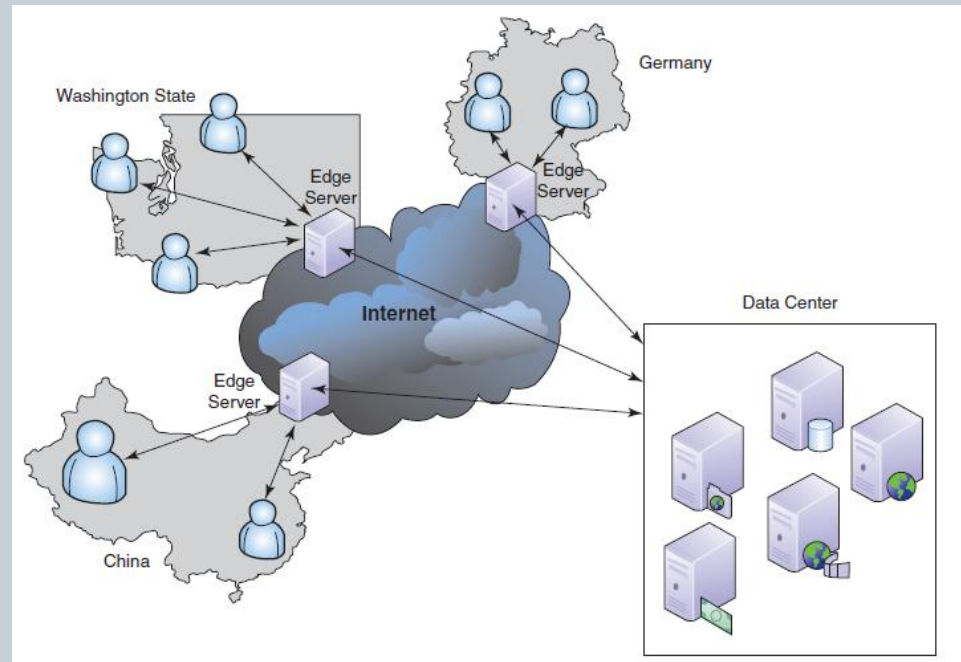 Washington State
Germany
Edge
Server
Edge
Server
Internet
Data Center
Edge
Server
China